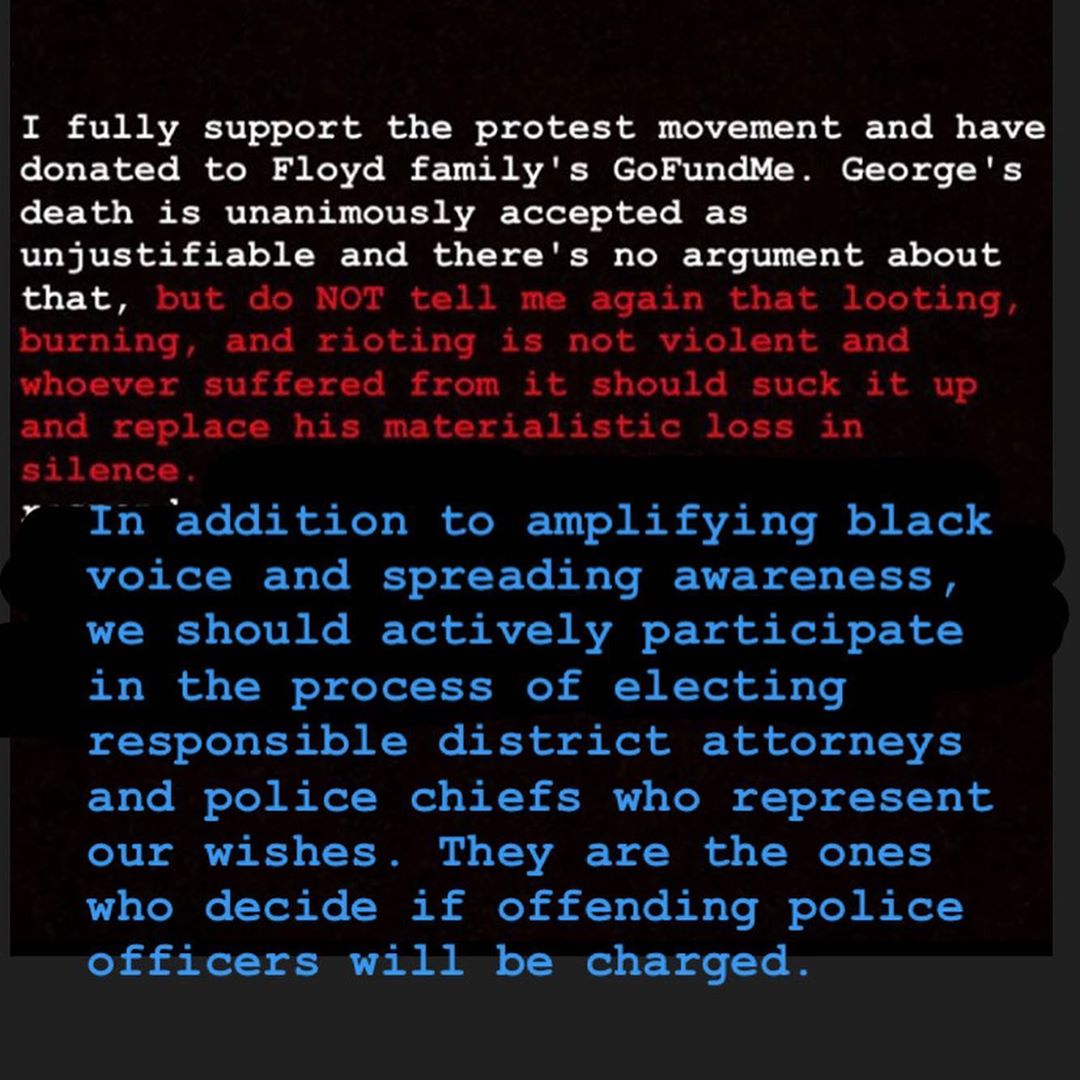 I fully support the protest movement and have
donated to Floyd family's GoFundMe. George's
death is unanimously accepted as
unjustifiable and there's no argument about
that, but do NOT tell me again that looting,
burning, and rioting is not violent and
whoever suffered from it should suck it up
and replace his materialistic loss in
silence.
In addition to amplifying black
voice and spreading awareness,
we should actively participate
in the process of electing
responsible district attorneys
and police chiefs who represent
our wishes. They are the ones
who decide if offending police
officers will be charged.